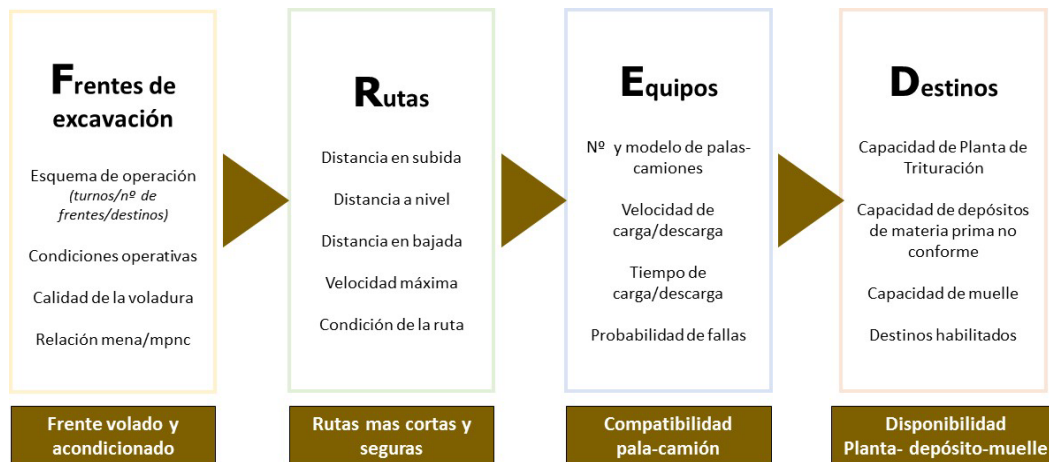 Frentes de
excavación
Esquema de operación
(turnos/nº de
frentes/destinos)
Condiciones operativas
Calidad de la voladura
Relación mena/mpnc
Frente volado y
acondicionado
Rutas
Distancia en subida
Distancia a nivel
Distancia en bajada
Velocidad máxima
Condición de la ruta
Rutas mas cortas y
seguras
Equipos
Nº y modelo de palas-
camiones
Velocidad de
carga/descarga
Tiempo de
carga/descarga
Probabilidad de fallas
Compatibilidad
pala-camión
Destinos
Capacidad de Planta de
Trituración
Capacidad de depósitos
de materia prima no
conforme
Capacidad de muelle
Destinos habilitados
Disponibilidad
Planta- depósito-muelle